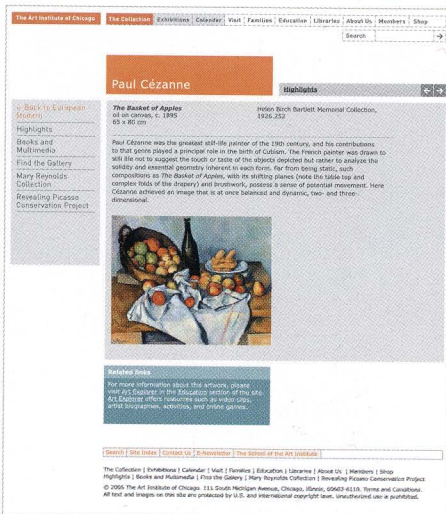 The Art Institute of Chicago
The Collection Exhibitions Calendar Visit Families Education Libraries About Us Members Shop
Search
Paul Cézanne
Highlights
Back to European Modern
Highlights
Books and
Multimedia
Find the Gallery
Mary Reynolds
Collection
Revealing Picasso
Conservation Project
The Basket of Apples
oil on canvas, c. 1895
65 x 80 cm
Helen Birch Bartlett Memorial Collection,
1926.252
Paul Cézanne was the greatest still-life painter of the 19th century, and his contributions
to that genre played a principal role in the birth of Cubism. The French painter was drawn to
still life not to suggest the touch or taste of the objects depicted but rather to analyze the
solidity and essential geometry inherent in each form. Far from being static, such
compositions as The Basket of Apples, with its shifting planes (note the table top and
complex folds of the drapery) and brushwork, possess a sense of potential movement. Here
Cézanne achieved an image that is at once balanced and dynamic, two- and three-
dimensional.
Related links
For more information about this artwork, please
visit Art Explorer in the Education section of the site.
Art Explorer offers resources such as video clips,
artist biographies, activities, and online games.
Search | Site Index | Contact Us | E-Newsletter | The School of the Art Institute
The Collection | Exhibitions | Calendar | Visit | Families | Education | Libraries | About Us | Members | Shop
Highlights | Books and Multimedia | Find the Gallery | Mary Reynolds Collection | Revealing Picasso Conservation Project
© 2005 The Art Institute of Chicago. 111 South Michigan Avenue, Chicago, Illinois, 60603-6110. Terms and Conditions.
All text and images on this site are protected by U.S. and international copyright laws. Unauthorized use is prohibited.